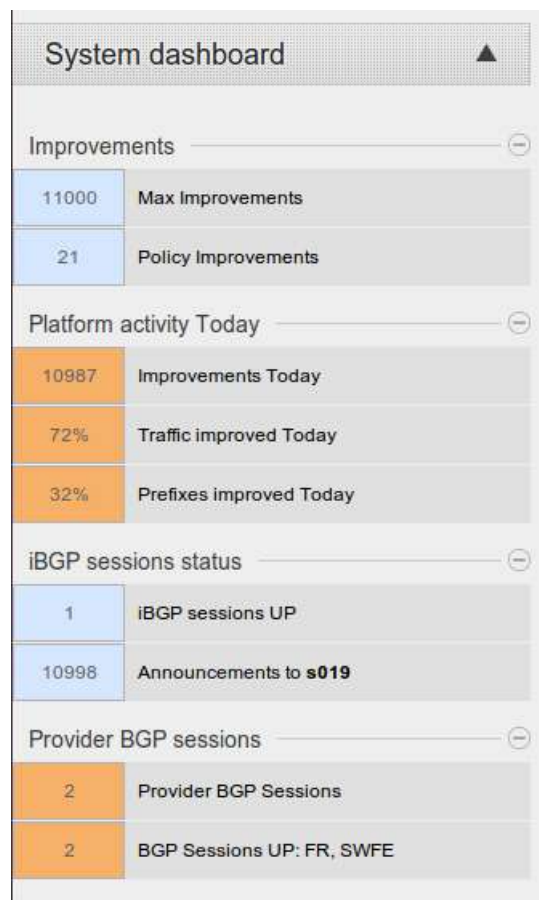 System dashboard
Improvements
11000 Max Improvements
21 Policy Improvements
Platform activity Today
10987 Improvements Today
72% Traffic improved Today
32% Prefixes improved Today
iBGP sessions status
1 iBGP sessions UP
10998 Announcements to s019
Provider BGP sessions
2 Provider BGP Sessions
2 BGP Sessions UP: FR, SWFE